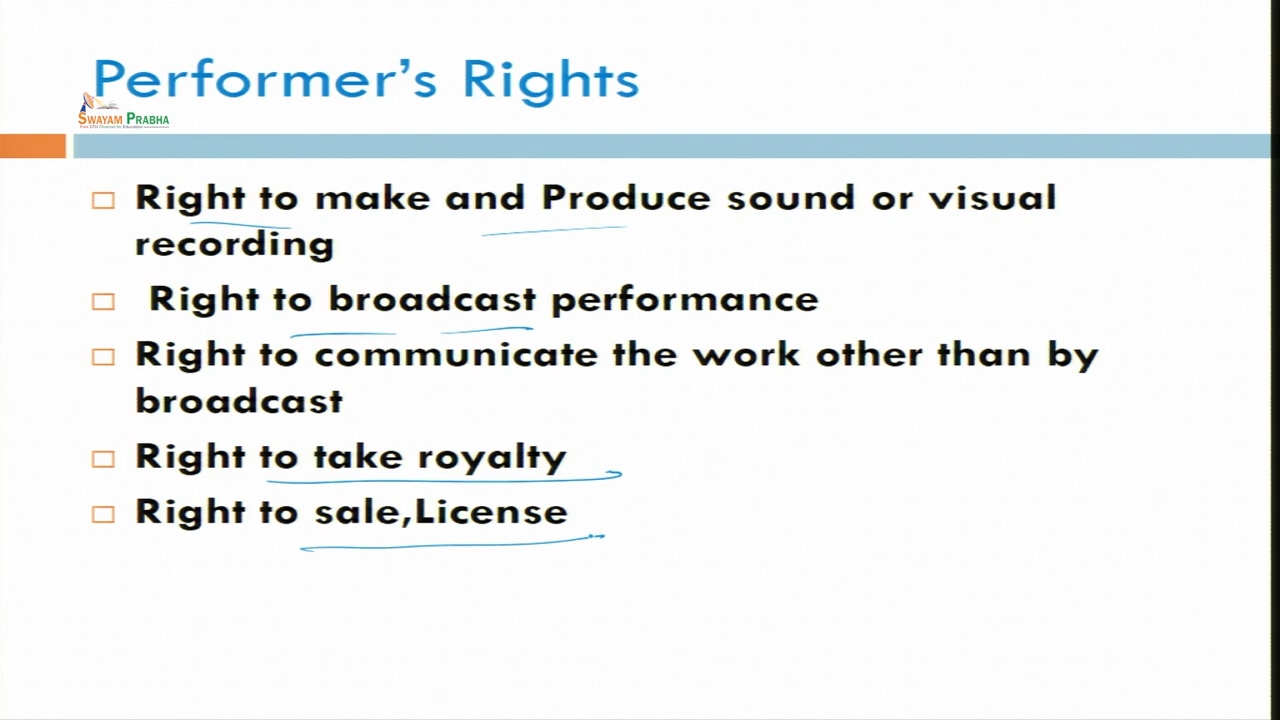 Performer's Rights
SWAYAM PRABHA
Right to make and Produce sound or visual
recording
Right to broadcast performance
Right to communicate the work other than by
broadcast
Right to take royalty
Right to sale,License